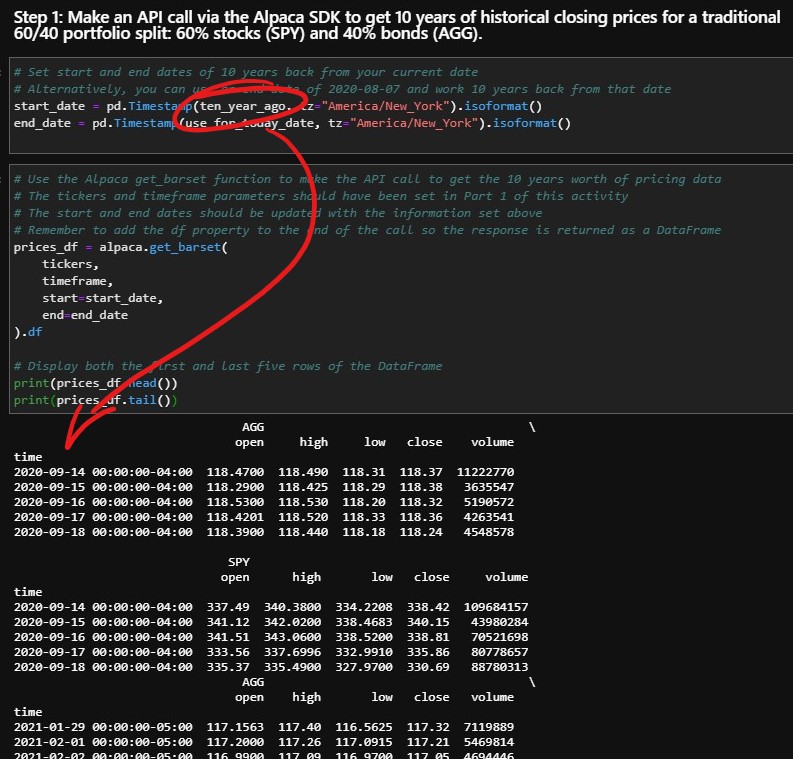 Step 1: Make an API call via the Alpaca SDK to get 10 years of historical closing prices for a traditional
60/40 portfolio split: 60% stocks (SPY) and 40% bonds (AGG).
# Set start and end dates of 10 years back from your current date
# Alternatively, you can use the end date of 2020-08-07 and work 10 years back from that date
start_date = pd.Timestamp(ten_year_ago, tz="America/New_York").isoformat()
end_date = pd.Timestamp(use_for_today_date, tz="America/New_York").isoformat()
# Use the Alpaca get_barset function to make the API call to get the 10 years worth of pricing data
# The tickers and timeframe parameters should have been set in Part 1 of this activity
# The start and end dates should be updated with the information set above
# Remember to add the df property to the end of the call so the response is returned as a DataFrame
prices_df = alpaca.get_barset(
    tickers,
    timeframe,
    start=start_date,
    end=end_date
).df
# Display both the first and last five rows of the DataFrame
print(prices_df.head())
print(prices_df.tail())
AGG \
open high low close volume
time
2020-09-14 00:00:00-04:00 118.4700 118.490 118.31 118.37 11222770
2020-09-15 00:00:00-04:00 118.2900 118.425 118.29 118.38 3635547
2020-09-16 00:00:00-04:00 118.5300 118.530 118.20 118.32 5190572
2020-09-17 00:00:00-04:00 118.4201 118.520 118.33 118.36 4263541
2020-09-18 00:00:00-04:00 118.3900 118.440 118.18 118.24 4548578
SPY
open high low close volume
time
2020-09-14 00:00:00-04:00 337.49 340.3800 334.2208 338.42 109684157
2020-09-15 00:00:00-04:00 341.12 342.0200 338.4683 340.15 43980284
2020-09-16 00:00:00-04:00 341.51 343.0600 338.5200 338.81 70521698
2020-09-17 00:00:00-04:00 333.56 337.6996 332.9910 335.86 80778657
2020-09-18 00:00:00-04:00 335.37 335.4900 327.9700 330.69 88780313
AGG \
open high low close volume
time
2021-01-29 00:00:00-05:00 117.1563 117.40 116.5625 117.32 7119889
2021-02-01 00:00:00-05:00 117.2000 117.26 117.0915 117.21 5469814
2021-02-02 00:00:00-05:00 116.9900 117.09 116.9700 117.05 4694446